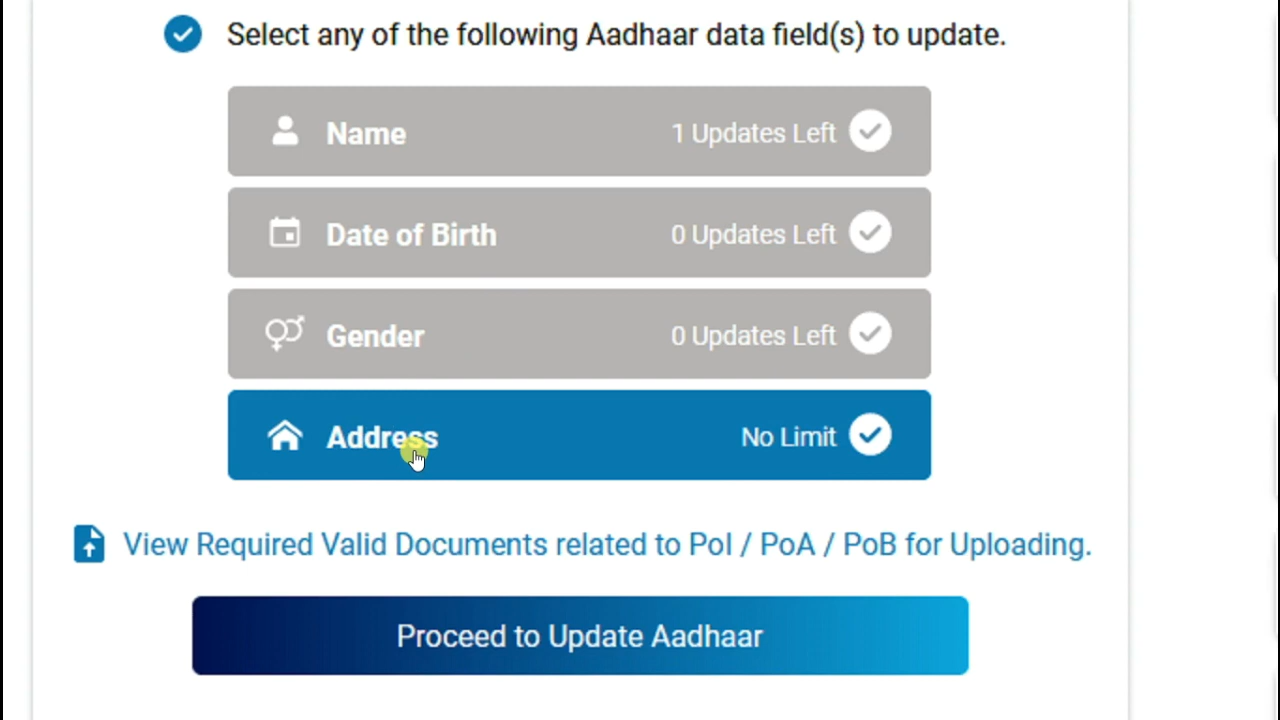 Select any of the following Aadhaar data field(s) to update.
Name 1 Updates Left
Date of Birth 0 Updates Left
Gender 0 Updates Left
Address No Limit
View Required Valid Documents related to PoI / PoA / PoB for Uploading.
Proceed to Update Aadhaar